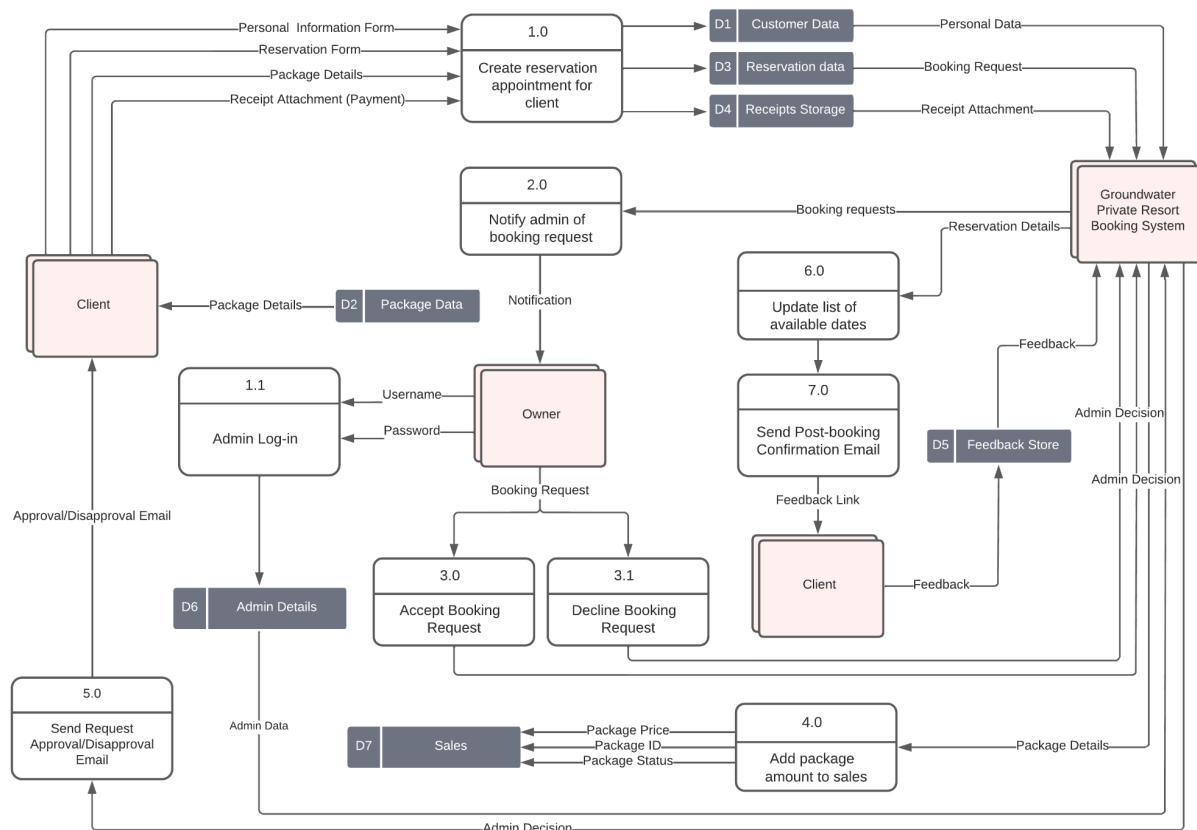 Personal  Information Form
Reservation Form
Package Details
Receipt Attachment (Payment)
1.0
Create reservation
appointment for
client
D1
Customer Data
Personal Data
D3
Reservation data
Booking Request
D4
Receipts Storage
Receipt Attachment
Groundwater
Private Resort
Booking System
2.0
Notify admin of
booking request
Booking requests
Reservation Details
6.0
Update list of
available dates
Client
Package Details
D2
Package Data
Notification
Feedback
1.1
Admin Log-in
Username
Password
Owner
7.0
Send Post-booking
Confirmation Email
Admin Decision
D5
Feedback Store
Admin Decision
Booking Request
Feedback Link
Approval/Disapproval Email
3.0
Accept Booking
Request
3.1
Decline Booking
Request
Client
Feedback
D6
Admin Details
5.0
Send Request
Approval/Disapproval
Email
Admin Data
D7
Sales
Package Price
Package ID
Package Status
4.0
Add package
amount to sales
Package Details
Admin Decision